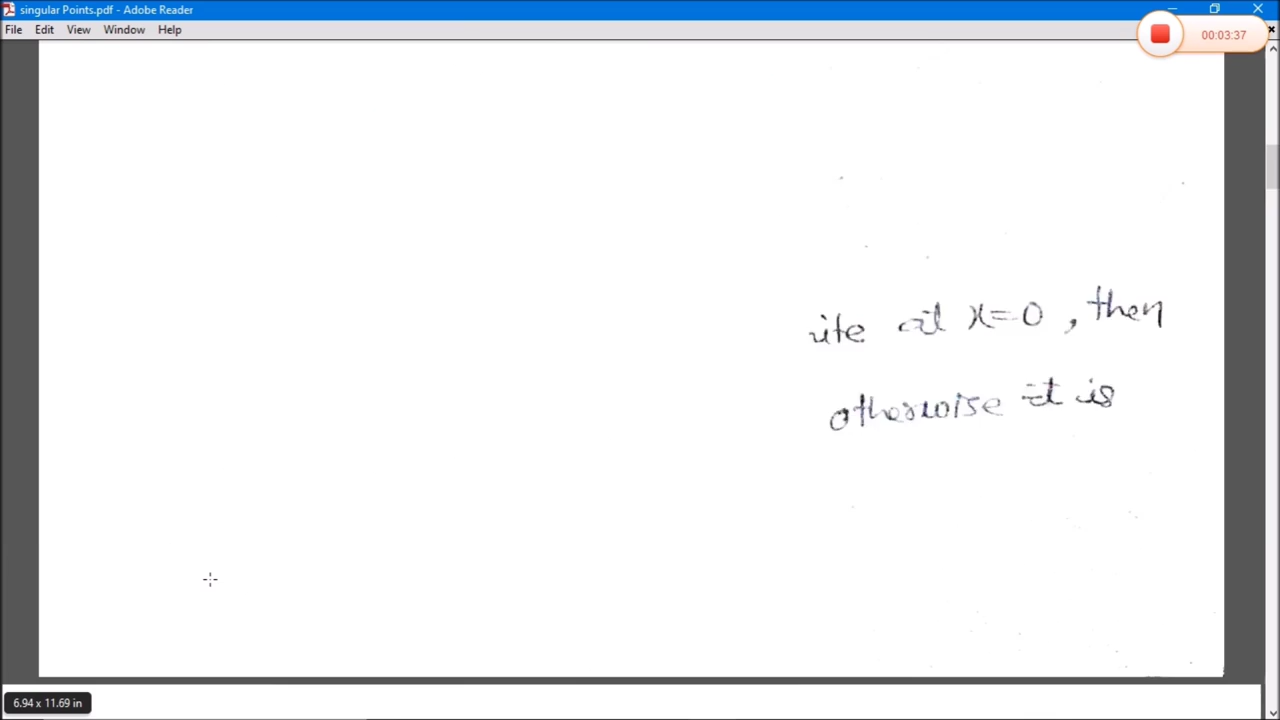 singular Points.pdf - Adobe Reader
File Edit View Window Help
00:03:37
ite at x=0, then
otherwise it is
6.94 x 11.69 in